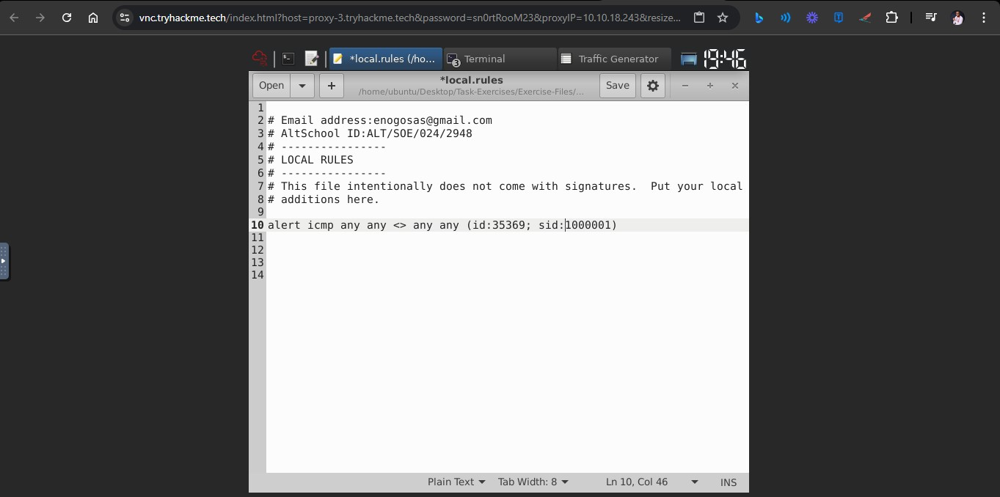 vnc.tryhackme.tech/index.html?host=proxy-3.tryhackme.tech&password=sn0rtRooM23&proxyIP=10.10.18.243&resize...
*local.rules (/ho...
3 Terminal
Traffic Generator
19:46
Open
+
*local.rules
/home/ubuntu/Desktop/Task-Exercises/Exercise-Files/...
Save
1
2 # Email address:enogosas@gmail.com
3 # AltSchool ID:ALT/SOE/024/2948
4 # ----------------
5 # LOCAL RULES
6 # ----------------
7 # This file intentionally does not come with signatures.  Put your local
8 # additions here.
9
10 alert icmp any any <> any any (id:35369; sid:1000001)
11
12
13
14
Plain Text
Tab Width: 8
Ln 10, Col 46
INS